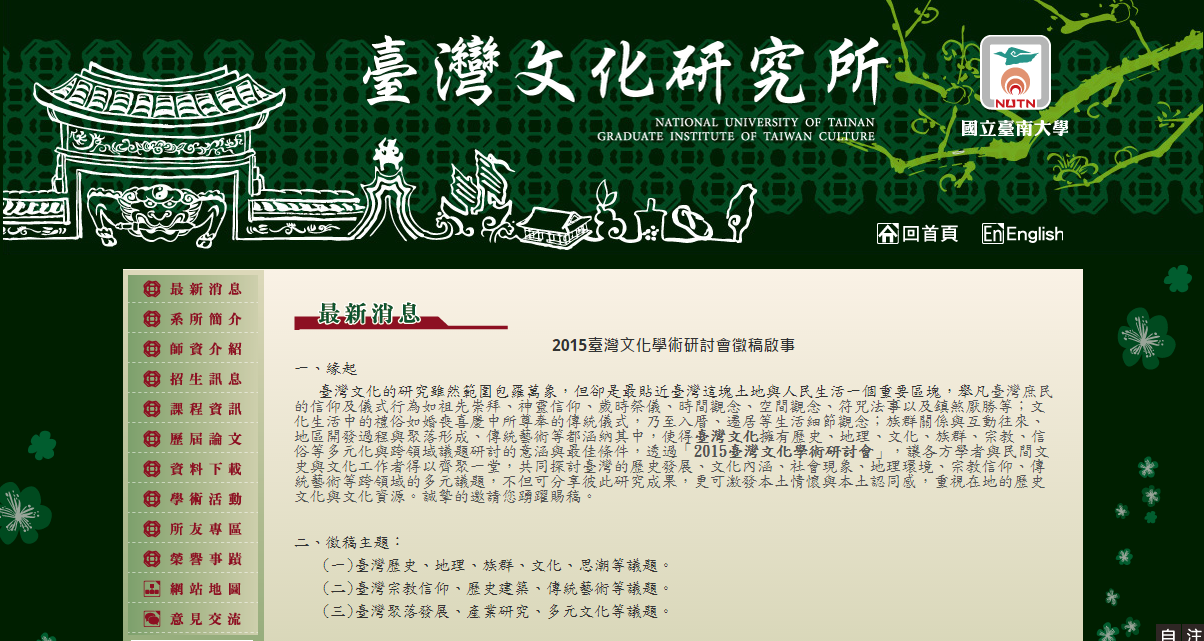 臺灣文化研究所
NATIONAL UNIVERSITY OF TAINAN
GRADUATE INSTITUTE OF TAIWAN CULTURE
NUTN
國立臺南大學
回首頁
En English
最新消息
系所簡介
師資介紹
招生訊息
課程資訊
歷屆論文
資料下載
學術活動
所友專區
榮譽事蹟
網站地圖
意見交流
最新消息
2015臺灣文化學術研討會徵稿啟事
一、緣起
臺灣文化的研究雖然範圍包羅萬象，但卻是最貼近臺灣這塊土地與人民生活一個重要區塊，舉凡臺灣庶民
的信仰及儀式行為如祖先崇拜、神靈信仰、歲時祭儀、時間觀念、空間觀念、符咒法事以及鎮煞厭勝等；文
化生活中的禮俗如婚喪喜慶中所尊奉的傳統儀式，乃至入厝、遷居等生活細節觀念；族群關係與互動往來、
地區開發過程與聚落形成、傳統藝術等都涵納其中，使得臺灣文化擁有歷史、地理、文化、族群、宗教、信
俗等多元化與跨領域議題研討的意涵與最佳條件，透過「2015臺灣文化學術研討會」，讓各方學者與民間文
史與文化工作者得以齊聚一堂，共同探討臺灣的歷史發展、文化內涵、社會現象、地理環境、宗教信仰、傳
統藝術等跨領域的多元議題，不但可分享彼此研究成果，更可激發本土情懷與本土認同感，重視在地的歷史
文化與文化資源。誠摯的邀請您踴躍賜稿。
二、徵稿主題：
(一)臺灣歷史、地理、族群、文化、思潮等議題。
(二)臺灣宗教信仰、歷史建築、傳統藝術等議題。
(三)臺灣聚落發展、產業研究、多元文化等議題。
自 注